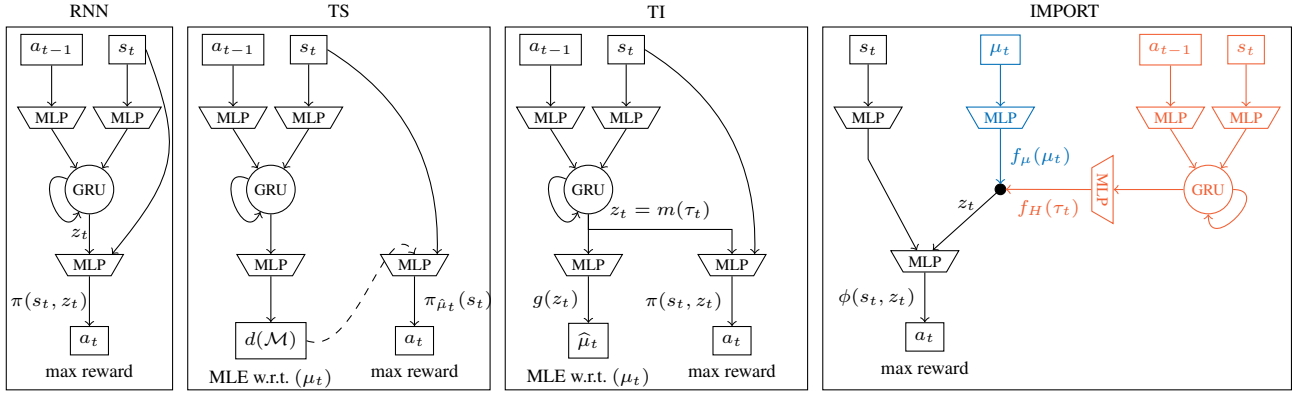 RNN
a_{t−1}
s_t
MLP
MLP
GRU
z_t
MLP
π(s_t, z_t)
a_t
max reward
TS
a_{t−1}
s_t
MLP
MLP
GRU
MLP
MLP
π_{μ̂_t}(s_t)
d(ℳ)
a_t
MLE w.r.t. (μ_t)
max reward
TI
a_{t−1}
s_t
MLP
MLP
GRU
z_t = m(τ_t)
MLP
MLP
g(z_t)
π(s_t, z_t)
μ̂_t
a_t
MLE w.r.t. (μ_t)
max reward
IMPORT
s_t
μ_t
a_{t−1}
s_t
MLP
MLP
MLP
MLP
f_μ(μ_t)
MLP
GRU
z_t
f_H(τ_t)
MLP
φ(s_t, z_t)
a_t
max reward